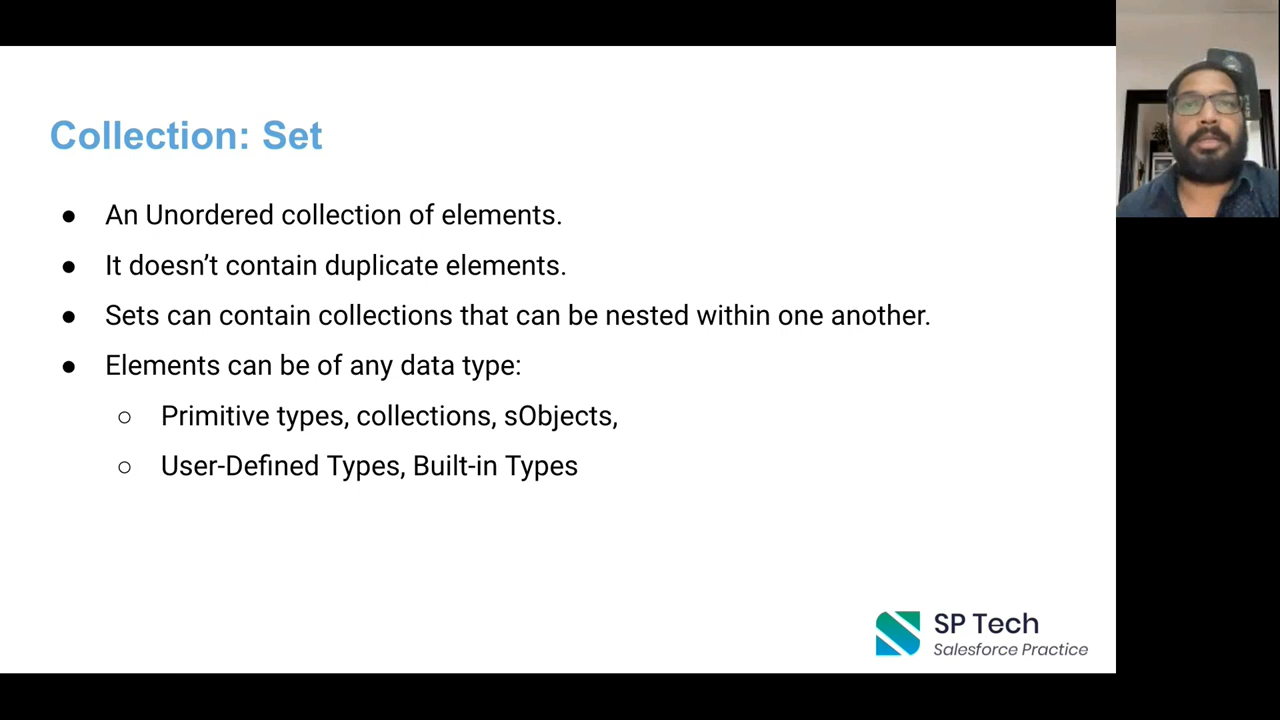 Collection: Set
● An Unordered collection of elements.
● It doesn’t contain duplicate elements.
● Sets can contain collections that can be nested within one another.
● Elements can be of any data type:
○ Primitive types, collections, sObjects,
○ User-Defined Types, Built-in Types
SP Tech
Salesforce Practice